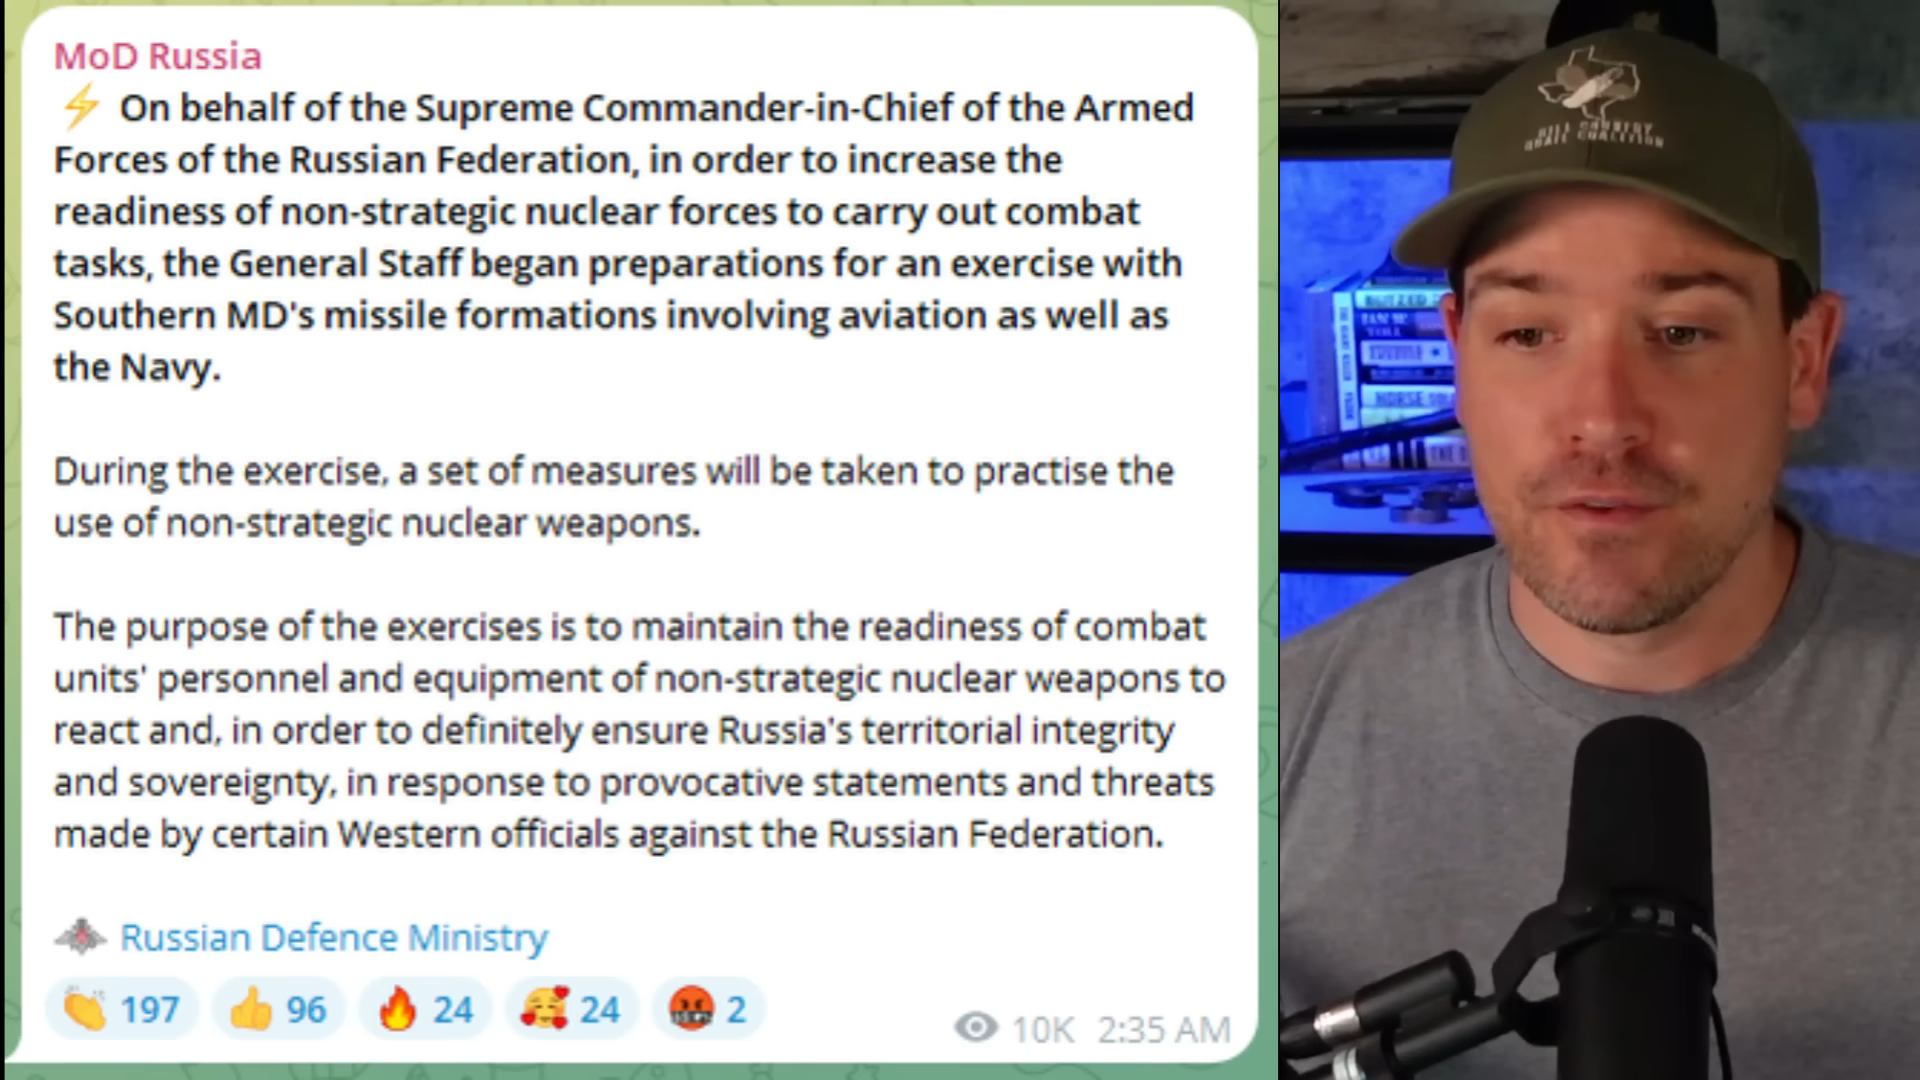 MoD Russia
⚡ On behalf of the Supreme Commander-in-Chief of the Armed
Forces of the Russian Federation, in order to increase the
readiness of non-strategic nuclear forces to carry out combat
tasks, the General Staff began preparations for an exercise with
Southern MD's missile formations involving aviation as well as
the Navy.
During the exercise, a set of measures will be taken to practise the
use of non-strategic nuclear weapons.
The purpose of the exercises is to maintain the readiness of combat
units' personnel and equipment of non-strategic nuclear weapons to
react and, in order to definitely ensure Russia's territorial integrity
and sovereignty, in response to provocative statements and threats
made by certain Western officials against the Russian Federation.
Russian Defence Ministry
👏 197 👍 96 🔥 24 🥰 24 🤬 2
10K 2:35 AM
HILL COUNTRY
QUAIL COALITION
TOLL
HORSE
THE